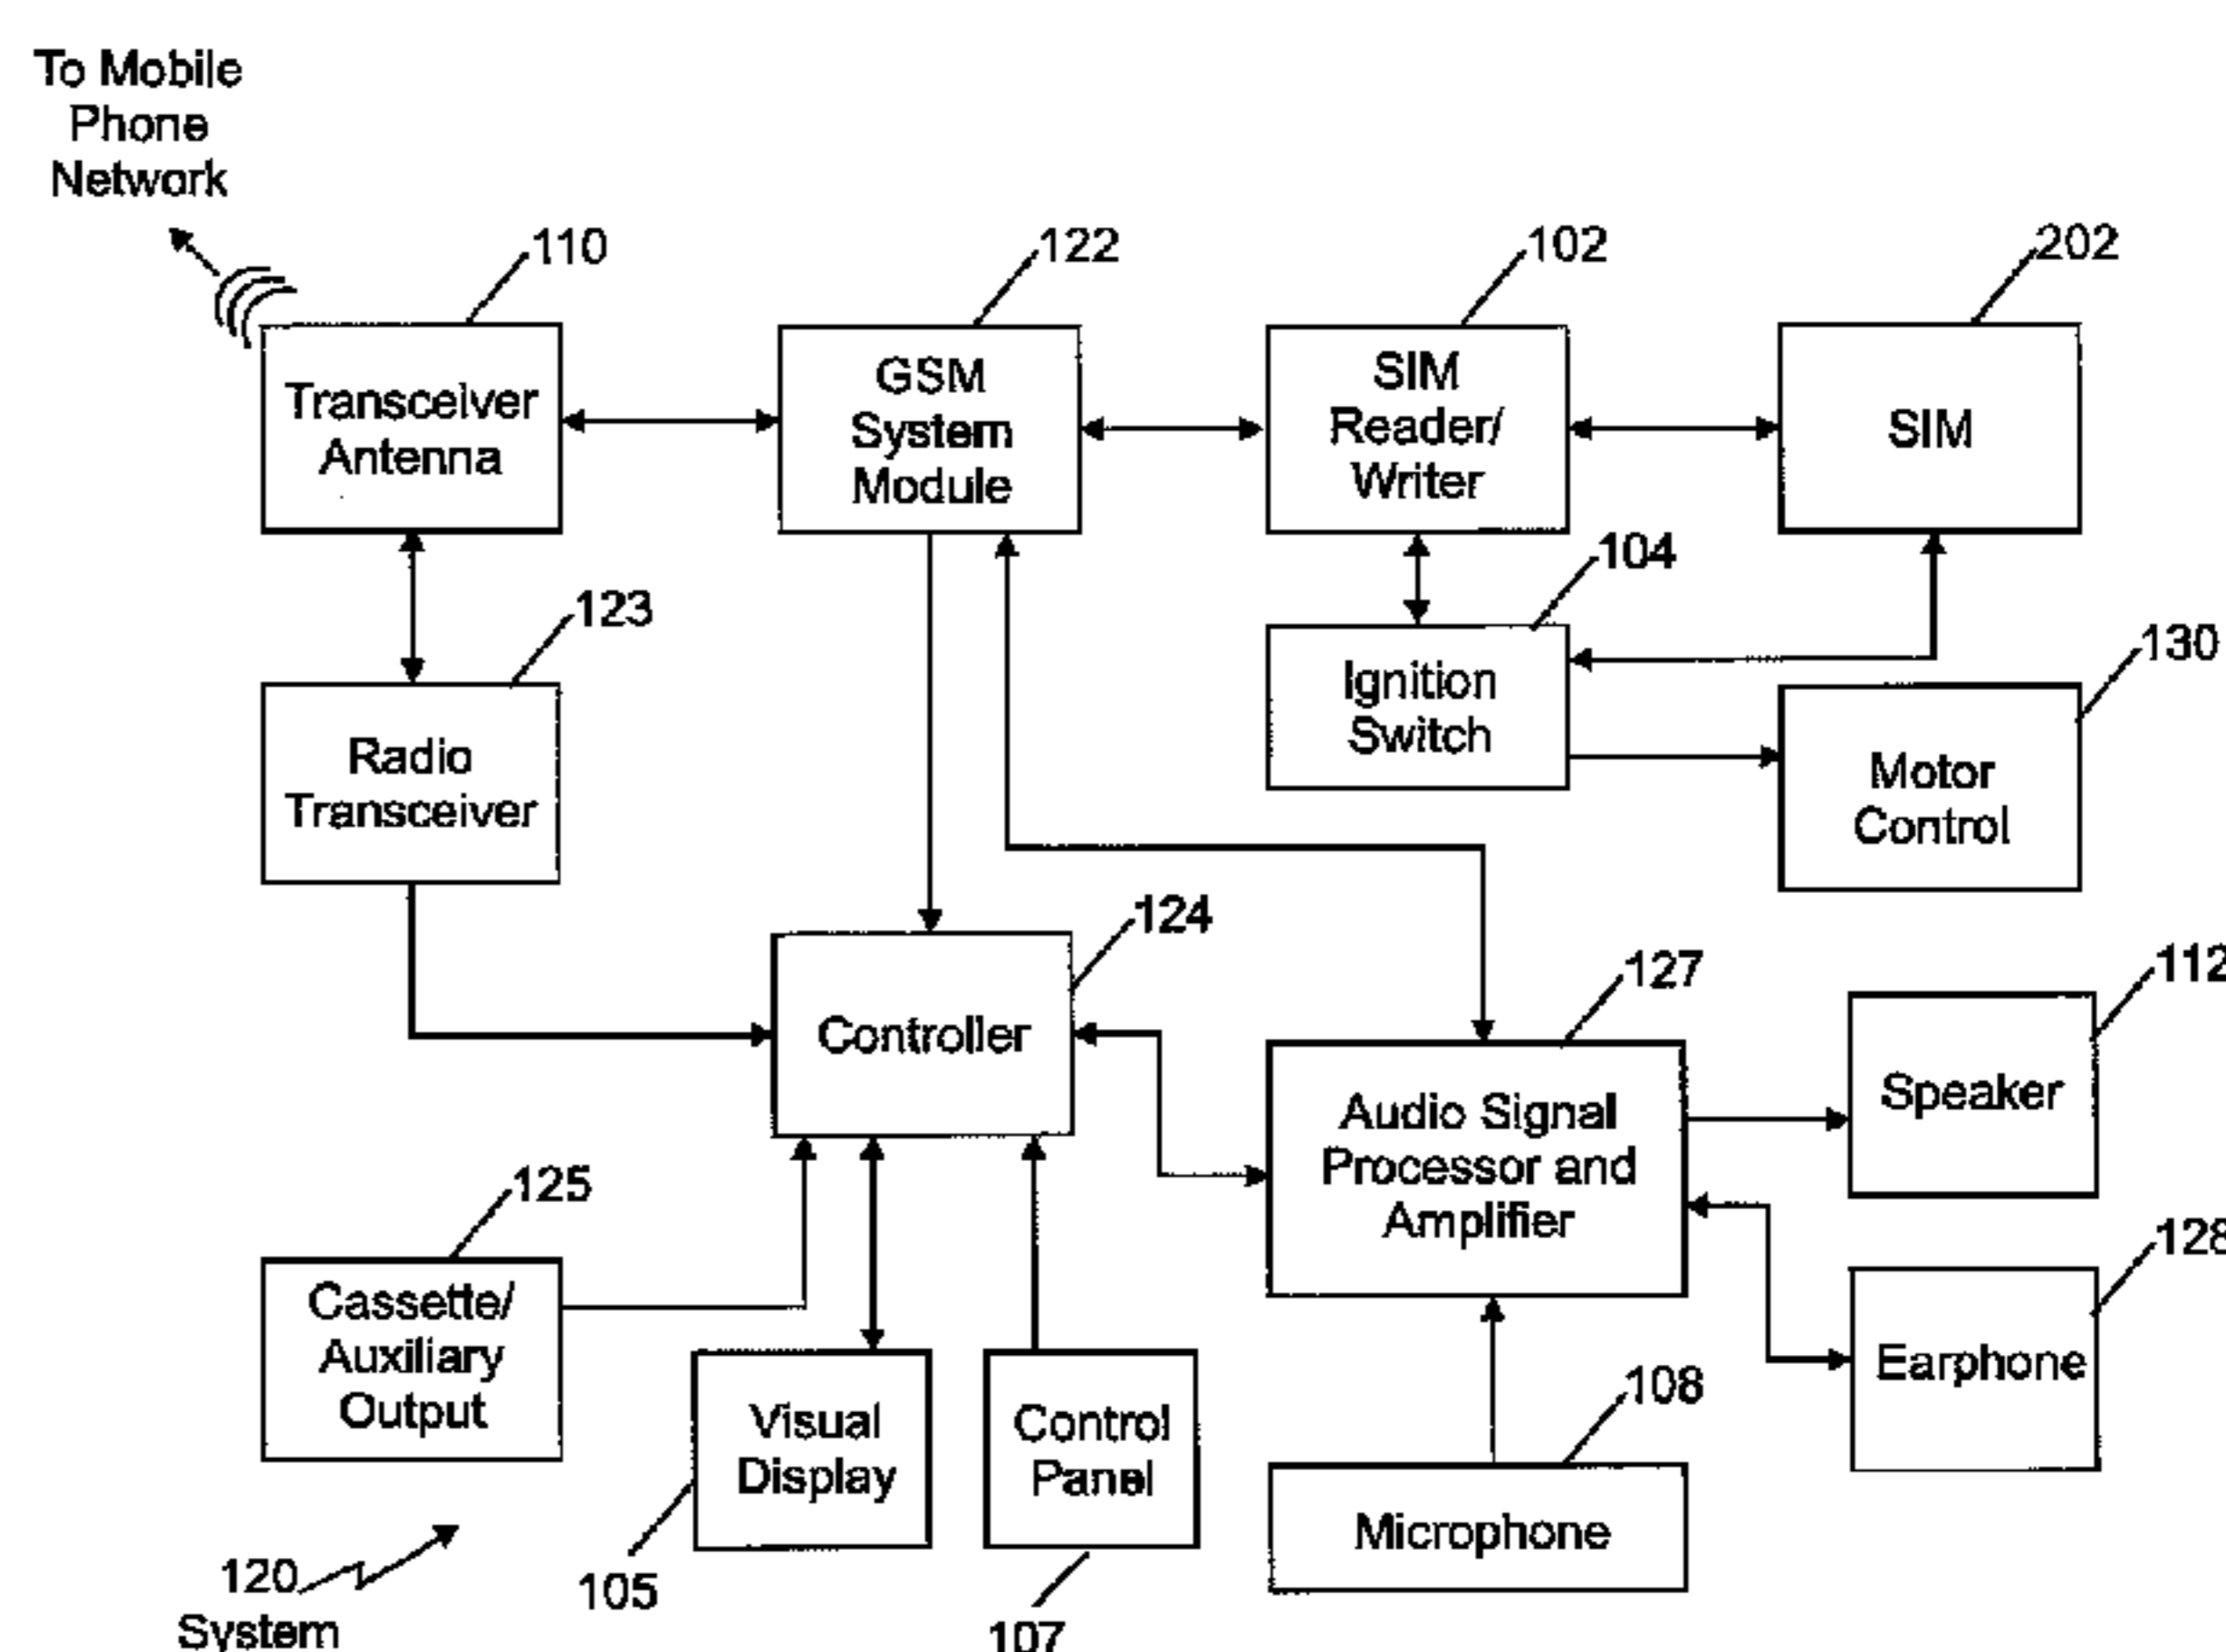 To Mobile
Phone
Network
110
122
102
202
Transceiver
Antenna
GSM
System
Module
SIM
Reader/
Writer
SIM
104
123
130
Ignition
Switch
Radio
Transceiver
Motor
Control
124
127
112
Controller
Speaker
Audio Signal
Processor and
Amplifier
125
128
Cassette/
Auxiliary
Output
Earphone
108
Visual
Display
Control
Panel
Microphone
120
System
105
107